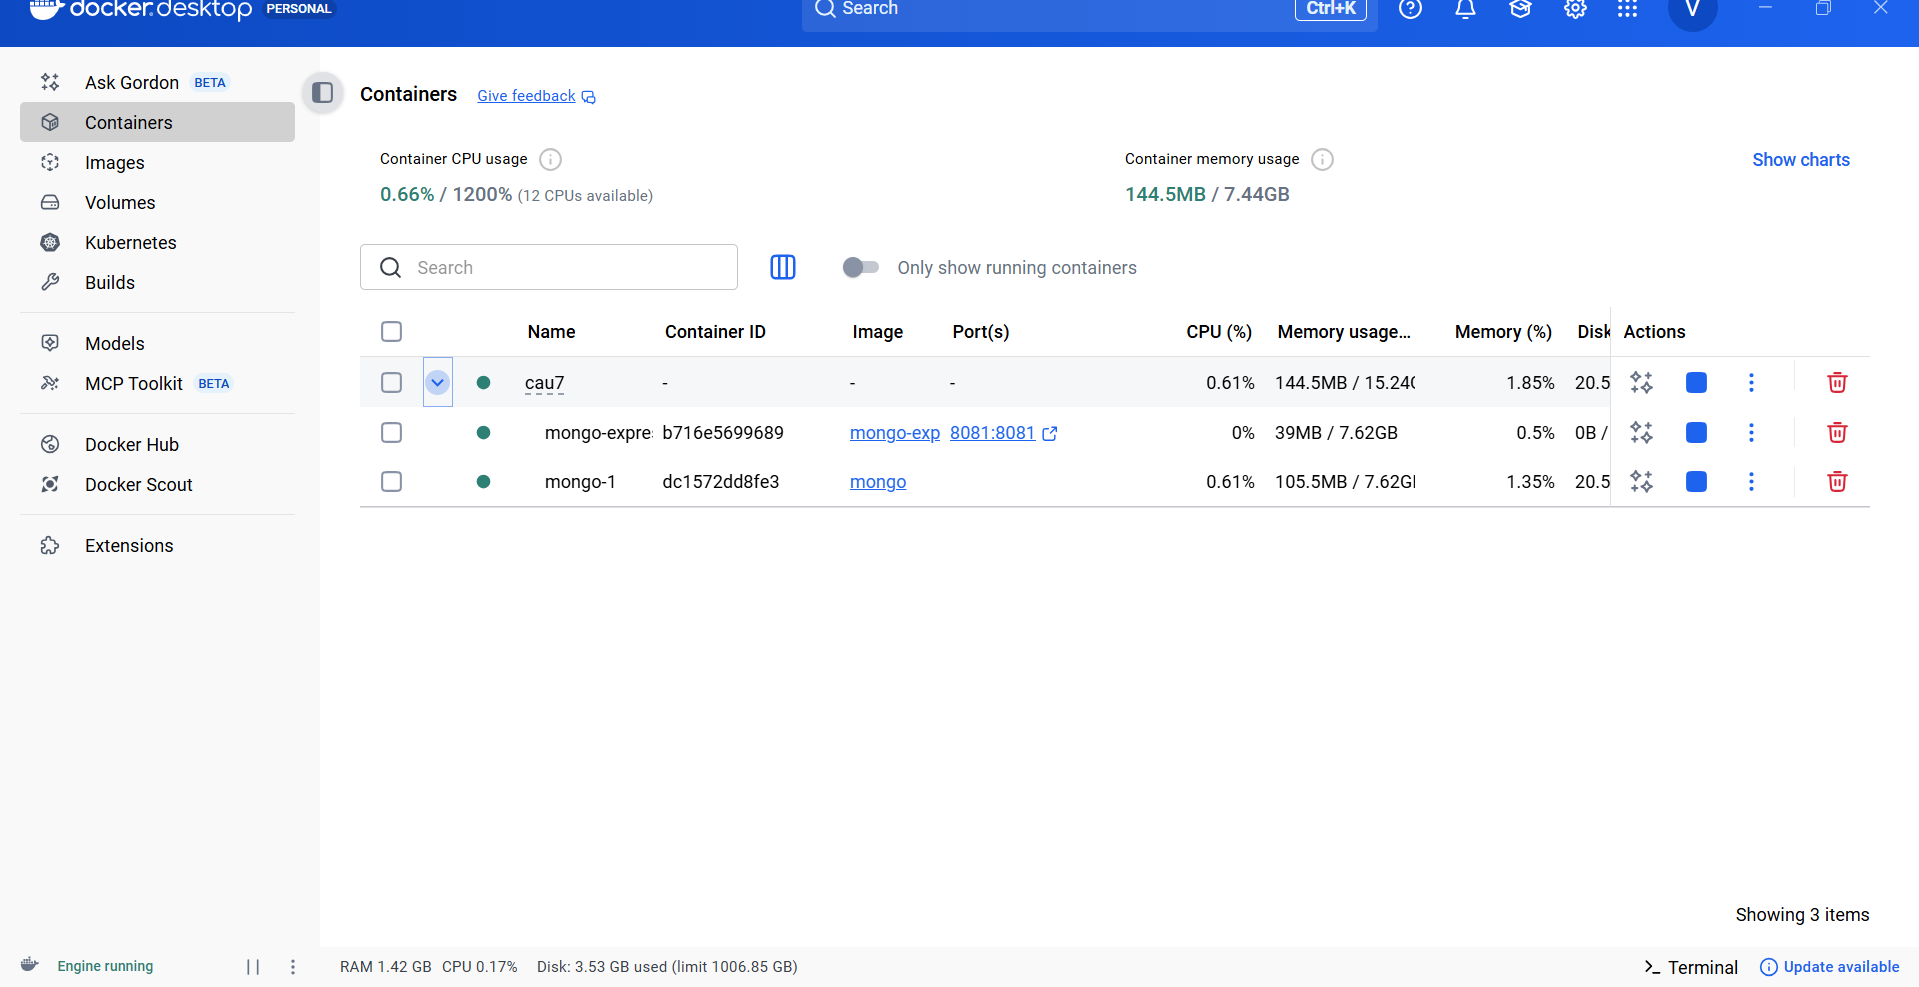 docker.desktop PERSONAL
Search
Ctrl+K
V
Ask Gordon BETA
Containers
Images
Volumes
Kubernetes
Builds
Models
MCP Toolkit BETA
Docker Hub
Docker Scout
Extensions
Containers Give feedback
Container CPU usage
0.66% / 1200% (12 CPUs available)
Container memory usage
144.5MB / 7.44GB
Show charts
Search
Only show running containers
Name Container ID Image Port(s) CPU (%) Memory usage... Memory (%) Disk Actions
cau7 - - - 0.61% 144.5MB / 15.24G 1.85% 20.5
mongo-expre b716e5699689 mongo-exp 8081:8081 0% 39MB / 7.62GB 0.5% 0B /
mongo-1 dc1572dd8fe3 mongo 0.61% 105.5MB / 7.62G 1.35% 20.5
Showing 3 items
Engine running
RAM 1.42 GB CPU 0.17% Disk: 3.53 GB used (limit 1006.85 GB)
Terminal
Update available